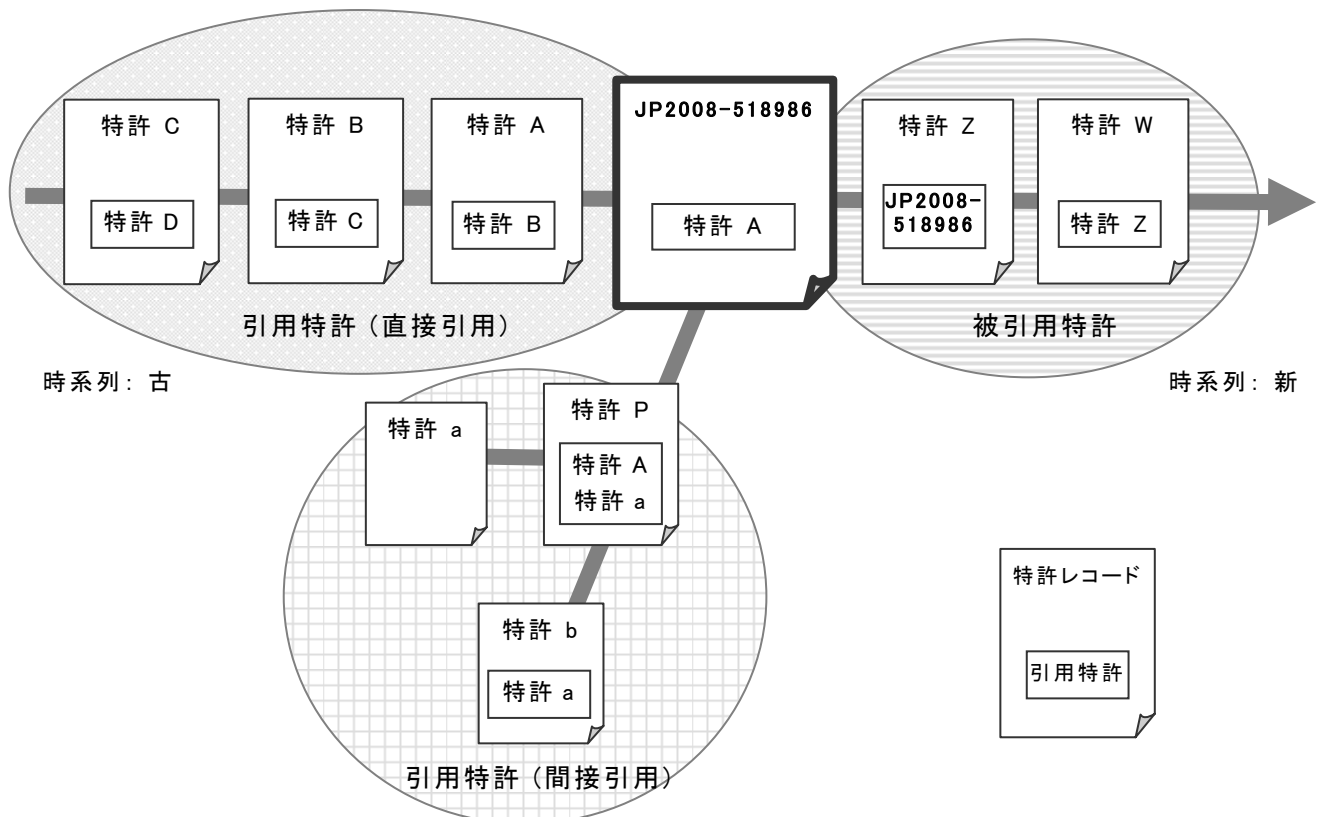 特許 C
特許 D
特許 B
特許 C
特許 A
特許 B
JP2008-518986
特許 A
特許 Z
JP2008-
518986
特許 W
特許 Z
引用特許 (直接引用)
被引用特許
時系列: 古
時系列: 新
特許 a
特許 P
特許 A
特許 a
特許 b
特許 a
引用特許 (間接引用)
特許レコード
引用特許